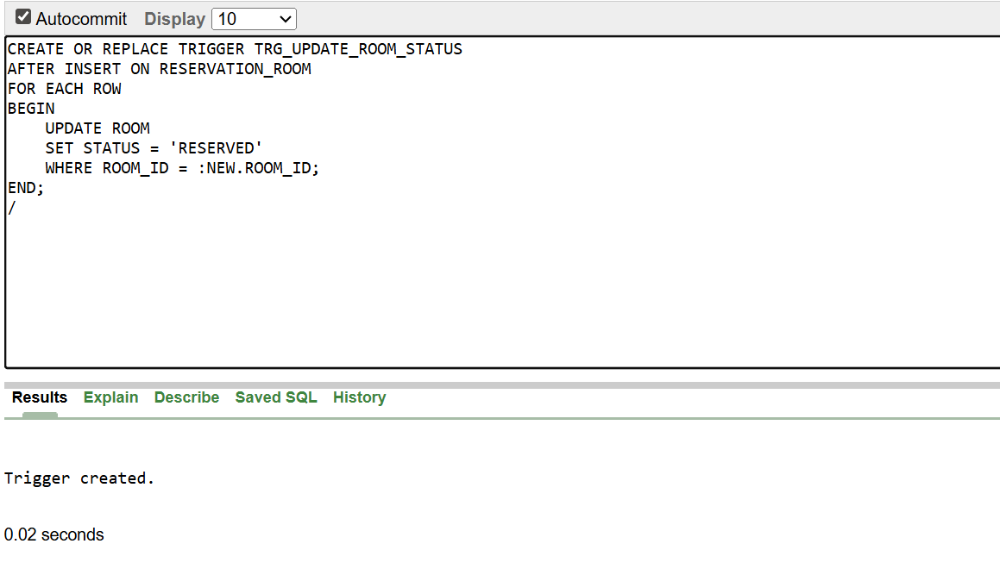 Autocommit Display 10
CREATE OR REPLACE TRIGGER TRG_UPDATE_ROOM_STATUS
AFTER INSERT ON RESERVATION_ROOM
FOR EACH ROW
BEGIN
    UPDATE ROOM
    SET STATUS = 'RESERVED'
    WHERE ROOM_ID = :NEW.ROOM_ID;
END;
/
Results Explain Describe Saved SQL History
Trigger created.
0.02 seconds